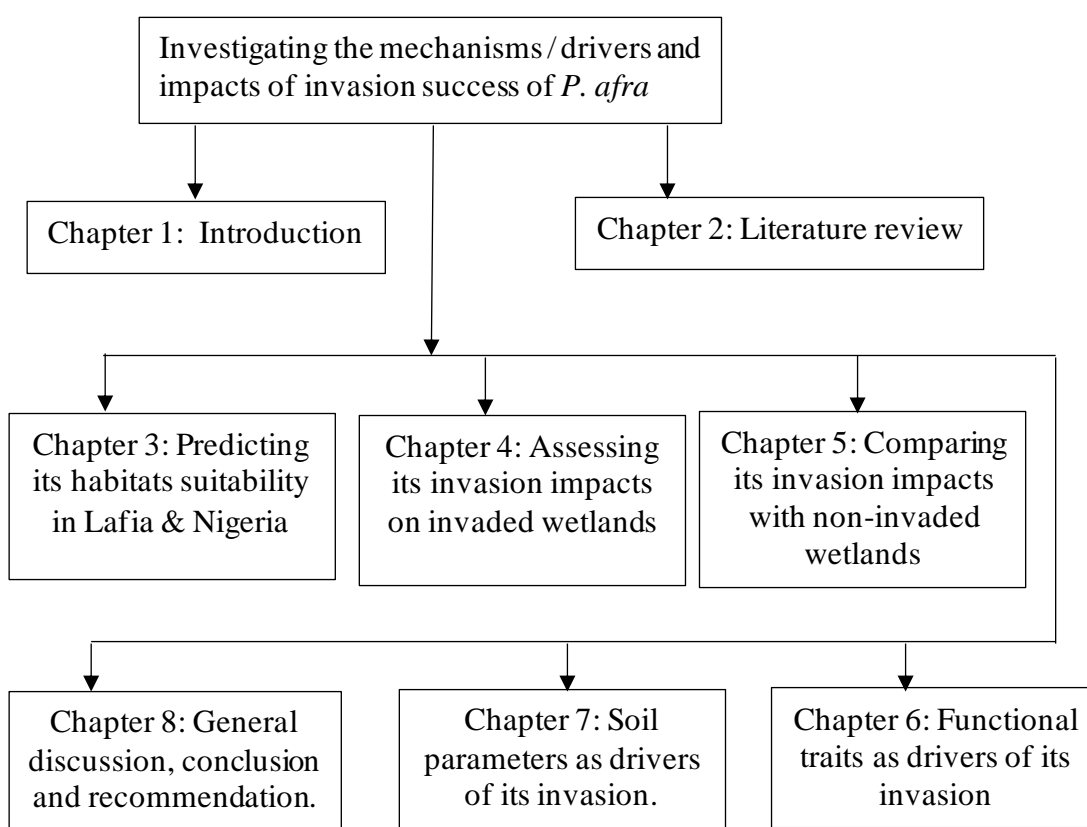 Investigating the mechanisms / drivers and
impacts of invasion success of P. afra
Chapter 1: Introduction
Chapter 2: Literature review
Chapter 3: Predicting
its habitats suitability
in Lafia & Nigeria
Chapter 4: Assessing
its invasion impacts
on invaded wetlands
Chapter 5: Comparing
its invasion impacts
with non-invaded
wetlands
Chapter 8: General
discussion, conclusion
and recommendation.
Chapter 7: Soil
parameters as drivers
of its invasion.
Chapter 6: Functional
traits as drivers of its
invasion